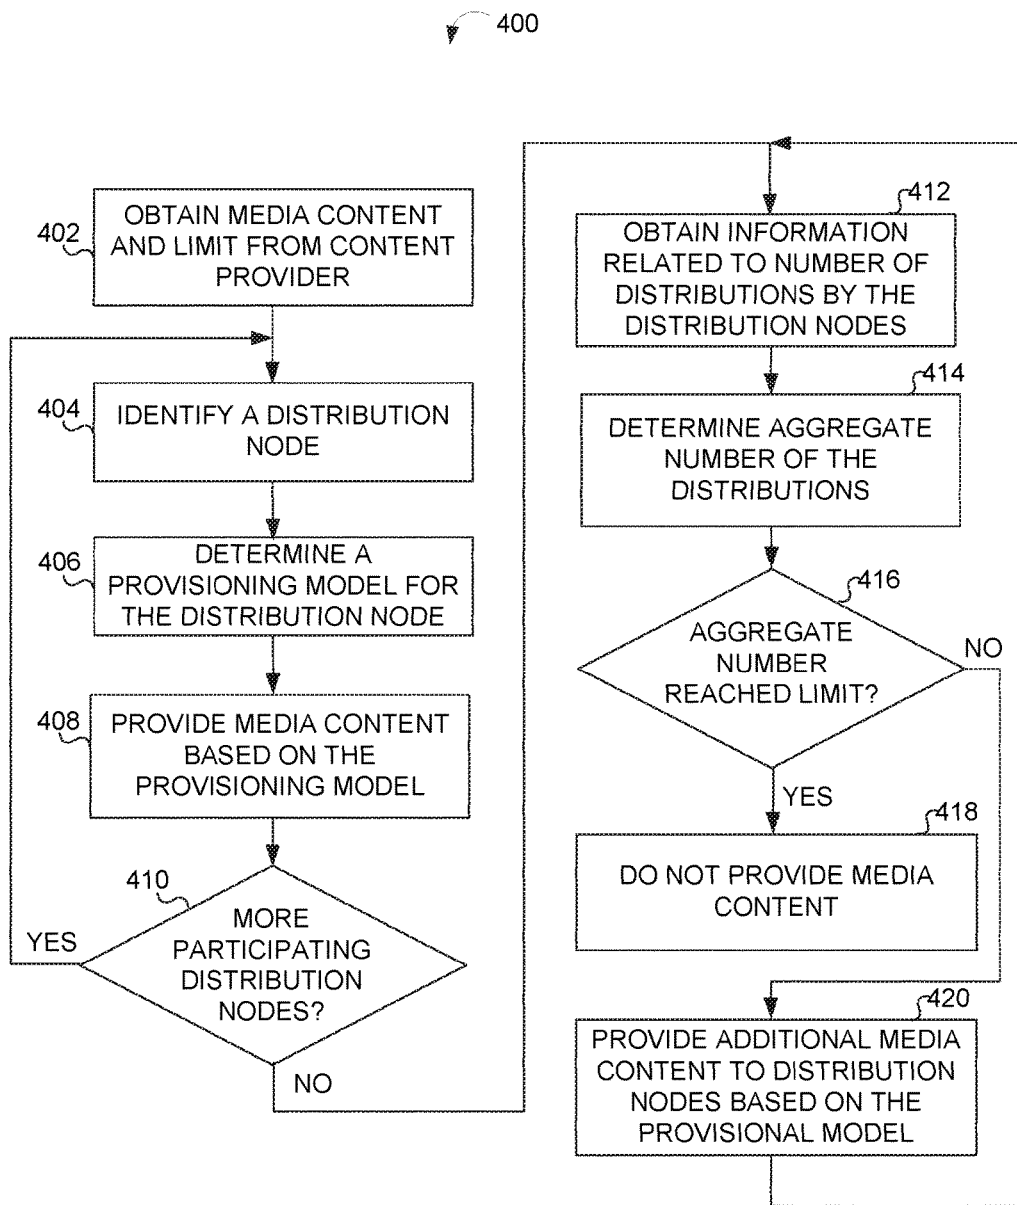 400
402
OBTAIN MEDIA CONTENT
AND LIMIT FROM CONTENT
PROVIDER
404
IDENTIFY A DISTRIBUTION
NODE
406
DETERMINE A
PROVISIONING MODEL FOR
THE DISTRIBUTION NODE
408
PROVIDE MEDIA CONTENT
BASED ON THE
PROVISIONING MODEL
410
MORE
PARTICIPATING
DISTRIBUTION
NODES?
YES
NO
412
OBTAIN INFORMATION
RELATED TO NUMBER OF
DISTRIBUTIONS BY THE
DISTRIBUTION NODES
414
DETERMINE AGGREGATE
NUMBER OF THE
DISTRIBUTIONS
416
AGGREGATE
NUMBER
REACHED LIMIT?
NO
YES
418
DO NOT PROVIDE MEDIA
CONTENT
420
PROVIDE ADDITIONAL MEDIA
CONTENT TO DISTRIBUTION
NODES BASED ON THE
PROVISIONAL MODEL